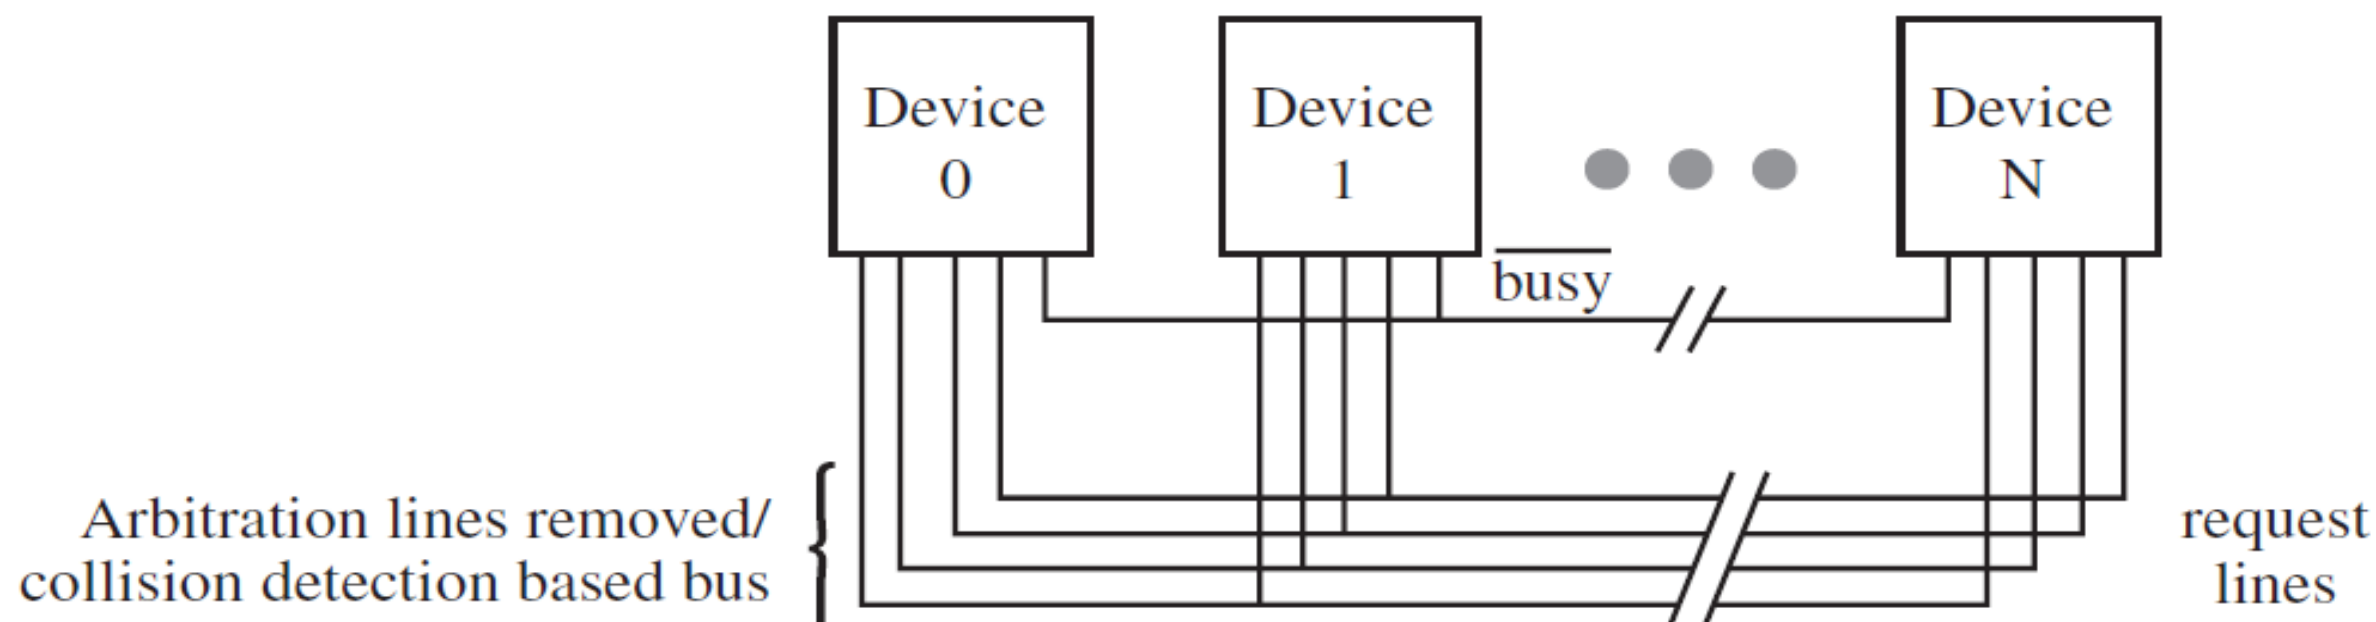 Device
0
Device
1
Device
N
busy
Arbitration lines removed/
collision detection based bus
request
lines